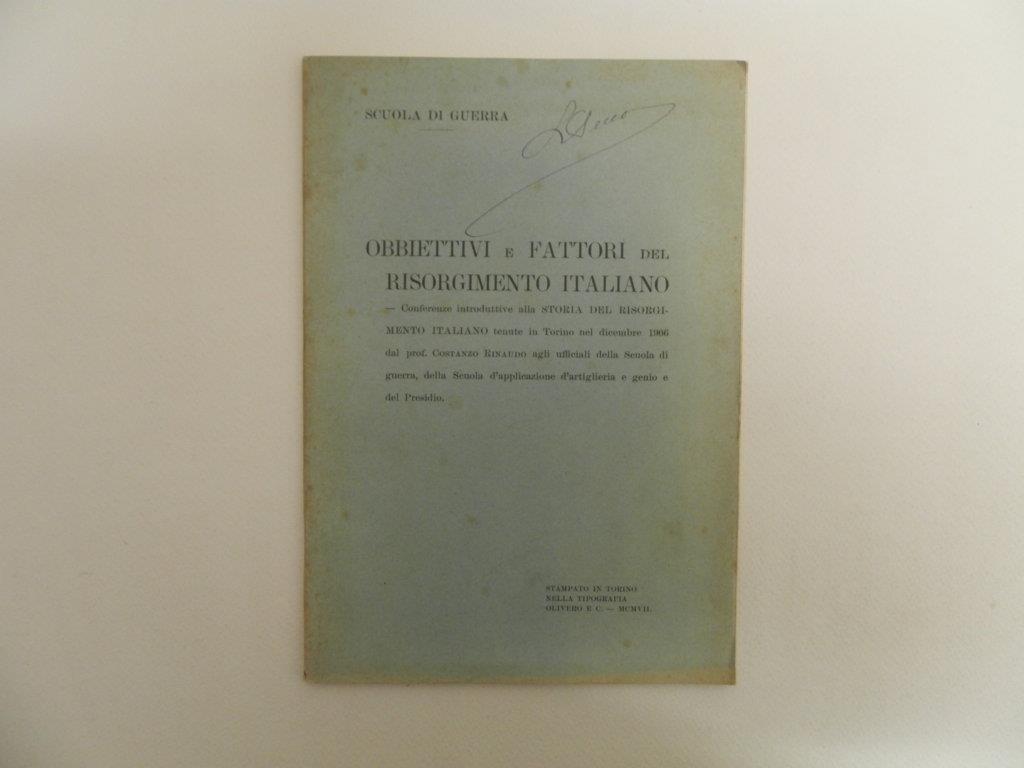 SCUOLA DI GUERRA
OBBIETTIVI E FATTORI DEL
RISORGIMENTO ITALIANO
— Conferenze introduttive alla STORIA DEL RISORGI-
MENTO ITALIANO tenute in Torino nel dicembre 1906
dal prof. COSTANZO RINAUDO agli ufficiali della Scuola di
guerra, della Scuola d'applicazione d'artiglieria e genio e
del Presidio.
STAMPATO IN TORINO
NELLA TIPOGRAFIA
OLIVERO E C. — MCMVII.